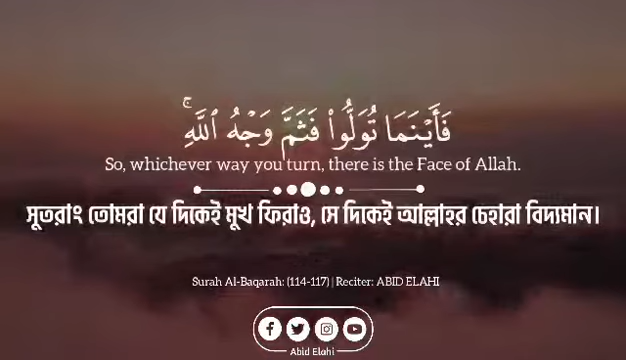 فَأَيْنَمَا تُوَلُّوا۟ فَثَمَّ وَجْهُ ٱللَّهِ ۚ
So, whichever way you turn, there is the Face of Allah.
সুতরাং তোমরা যে দিকেই মুখ ফিরাও, সে দিকেই আল্লাহর চেহারা বিদ্যমান।
Surah Al-Baqarah: (114-117) | Reciter: ABID ELAHI
Abid Elahi